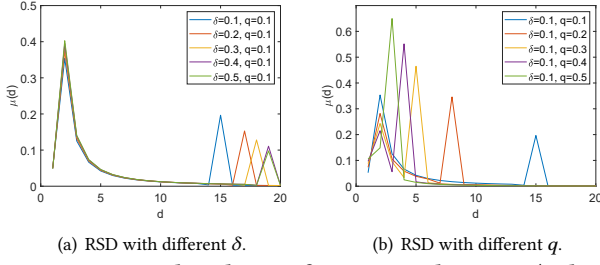 0.5
0.4
0.3
0.2
0.1
0
μ(d)
0
5
10
15
20
d
δ=0.1, q=0.1
δ=0.2, q=0.1
δ=0.3, q=0.1
δ=0.4, q=0.1
δ=0.5, q=0.1
(a) RSD with different δ.
0.7
0.6
0.5
0.4
0.3
0.2
0.1
0
μ(d)
0
5
10
15
20
d
δ=0.1, q=0.1
δ=0.1, q=0.2
δ=0.1, q=0.3
δ=0.1, q=0.4
δ=0.1, q=0.5
(b) RSD with different q.